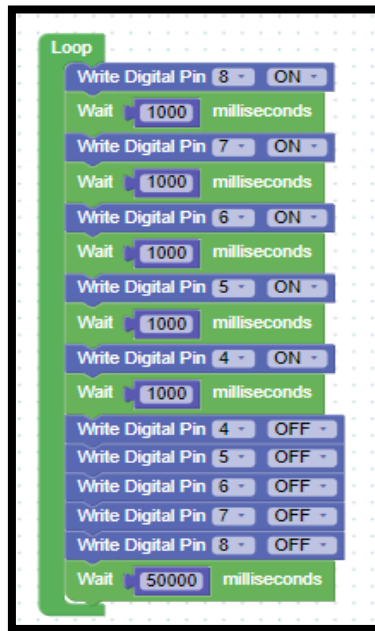 Loop
Write Digital Pin 8 ON
Wait 1000 milliseconds
Write Digital Pin 7 ON
Wait 1000 milliseconds
Write Digital Pin 6 ON
Wait 1000 milliseconds
Write Digital Pin 5 ON
Wait 1000 milliseconds
Write Digital Pin 4 ON
Wait 1000 milliseconds
Write Digital Pin 4 OFF
Write Digital Pin 5 OFF
Write Digital Pin 6 OFF
Write Digital Pin 7 OFF
Write Digital Pin 8 OFF
Wait 50000 milliseconds